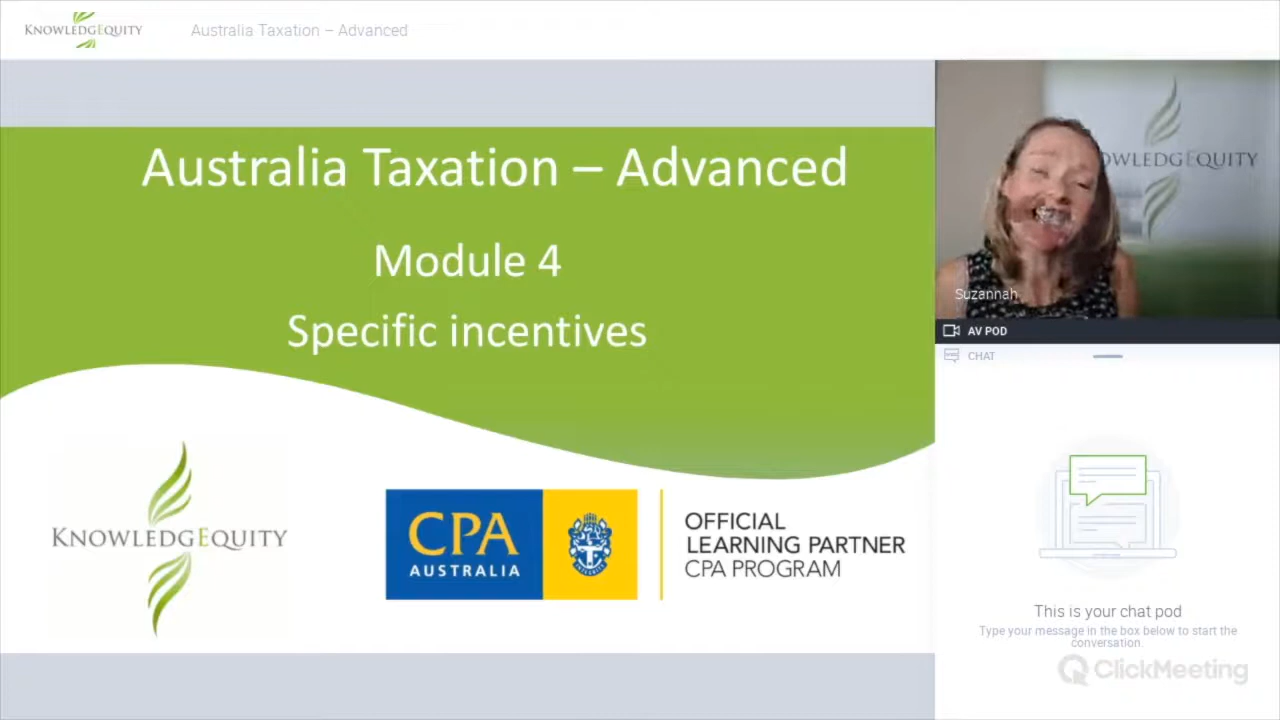 KNOWLEDGEQUITY
Australia Taxation – Advanced
Australia Taxation – Advanced
Module 4
Specific incentives
KNOWLEDGEQUITY
CPA
AUSTRALIA
INTEGRITY
OFFICIAL
LEARNING PARTNER
CPA PROGRAM
OWLEDGEQUITY
Suzannah
AV POD
CHAT
This is your chat pod
Type your message in the box below to start the
conversation.
ClickMeeting